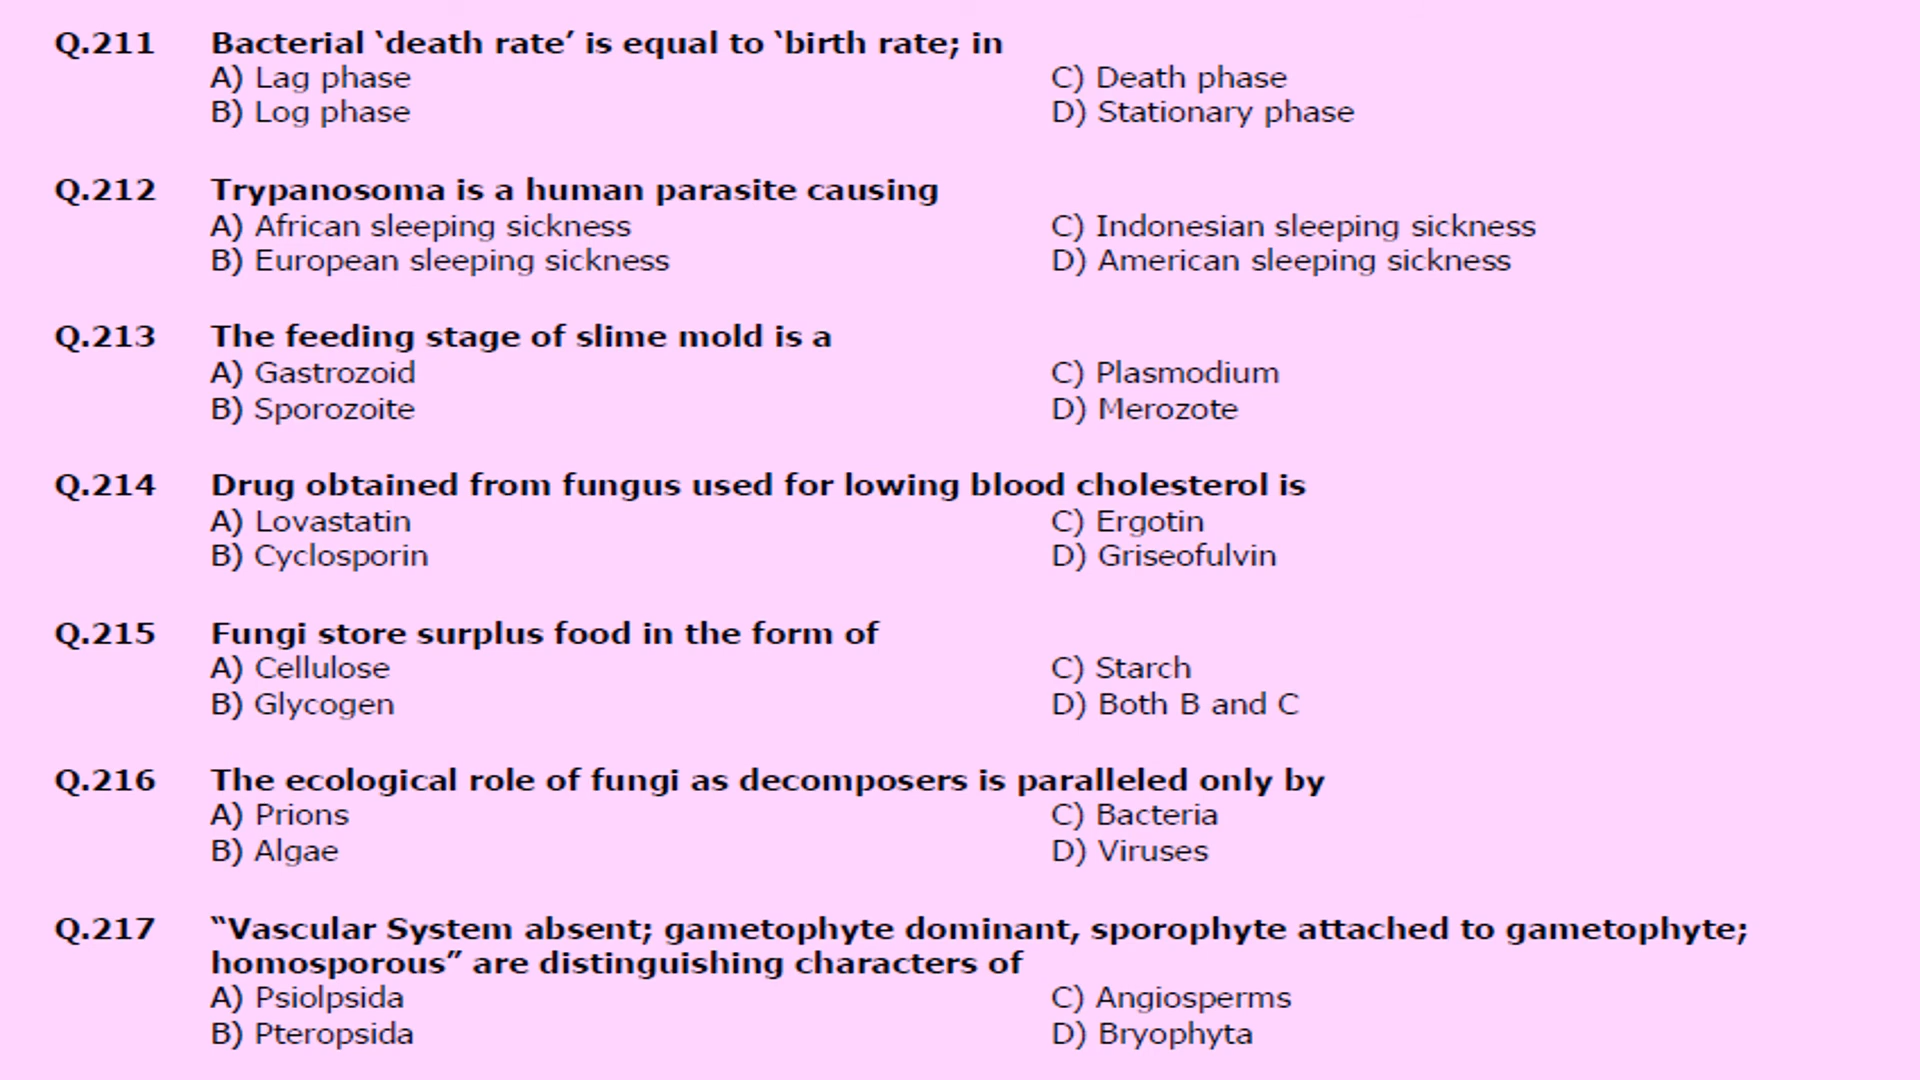 Q.211 Bacterial ‘death rate’ is equal to ‘birth rate; in
A) Lag phase C) Death phase
B) Log phase D) Stationary phase
Q.212 Trypanosoma is a human parasite causing
A) African sleeping sickness C) Indonesian sleeping sickness
B) European sleeping sickness D) American sleeping sickness
Q.213 The feeding stage of slime mold is a
A) Gastrozoid C) Plasmodium
B) Sporozoite D) Merozote
Q.214 Drug obtained from fungus used for lowing blood cholesterol is
A) Lovastatin C) Ergotin
B) Cyclosporin D) Griseofulvin
Q.215 Fungi store surplus food in the form of
A) Cellulose C) Starch
B) Glycogen D) Both B and C
Q.216 The ecological role of fungi as decomposers is paralleled only by
A) Prions C) Bacteria
B) Algae D) Viruses
Q.217 “Vascular System absent; gametophyte dominant, sporophyte attached to gametophyte;
homosporous” are distinguishing characters of
A) Psiolpsida C) Angiosperms
B) Pteropsida D) Bryophyta